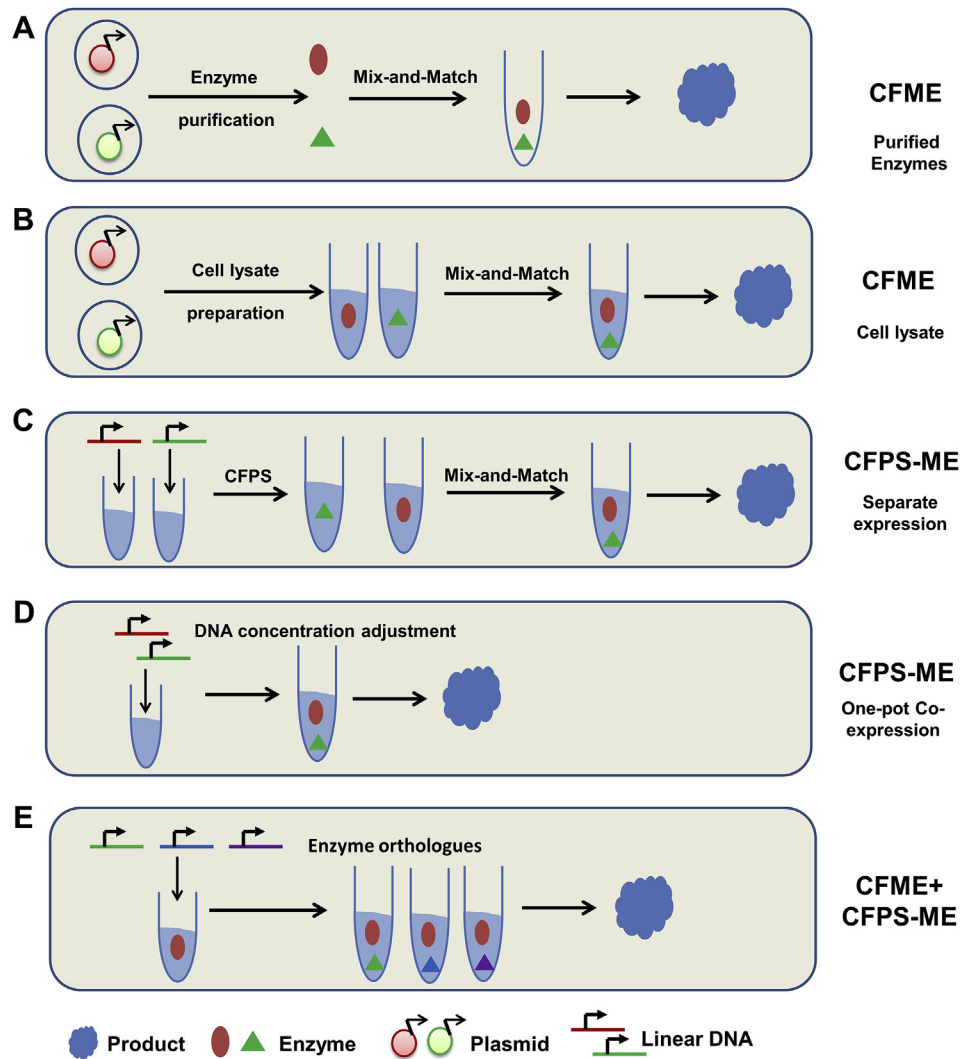 A
Enzyme
purification
Mix-and-Match
CFME
Purified
Enzymes
B
Cell lysate
preparation
Mix-and-Match
CFME
Cell lysate
C
CFPS
Mix-and-Match
CFPS-ME
Separate
expression
D
DNA concentration adjustment
CFPS-ME
One-pot Co-
expression
E
Enzyme orthologues
CFME+
CFPS-ME
Product
Enzyme
Plasmid
Linear DNA